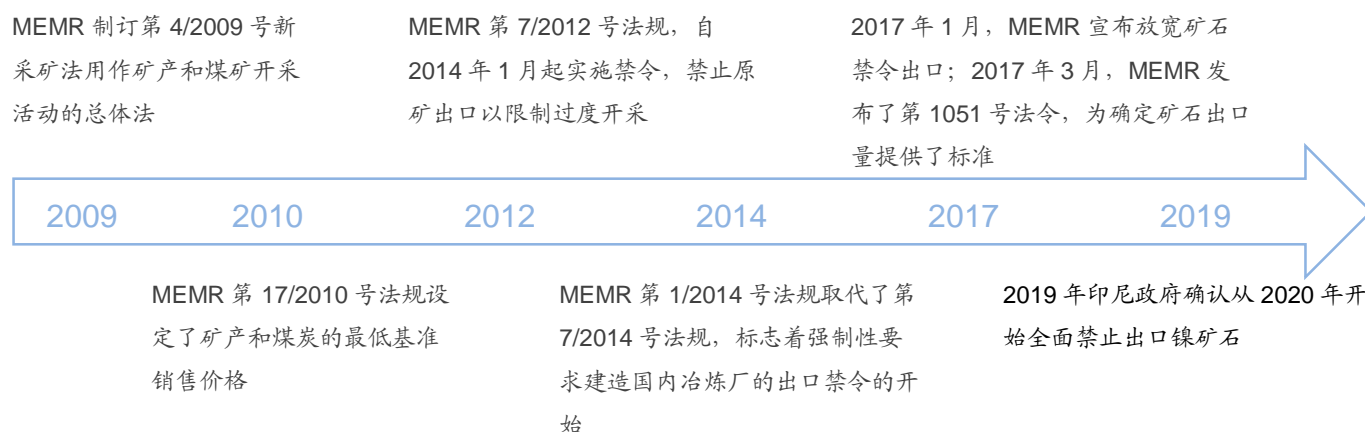 MEMR 制订第 4/2009 号新
采矿法用作矿产和煤矿开采
活动的总体法
MEMR 第 7/2012 号法规，自
2014 年 1 月起实施禁令，禁止原
矿出口以限制过度开采
2017 年 1 月，MEMR 宣布放宽矿石
禁令出口；2017 年 3 月，MEMR 发
布了第 1051 号法令，为确定矿石出口
量提供了标准
2009 2010 2012 2014 2017 2019
MEMR 第 17/2010 号法规设
定了矿产和煤炭的最低基准
销售价格
MEMR 第 1/2014 号法规取代了第
7/2014 号法规，标志着强制性要
求建造国内冶炼厂的出口禁令的开
始
2019 年印尼政府确认从 2020 年开
始全面禁止出口镍矿石